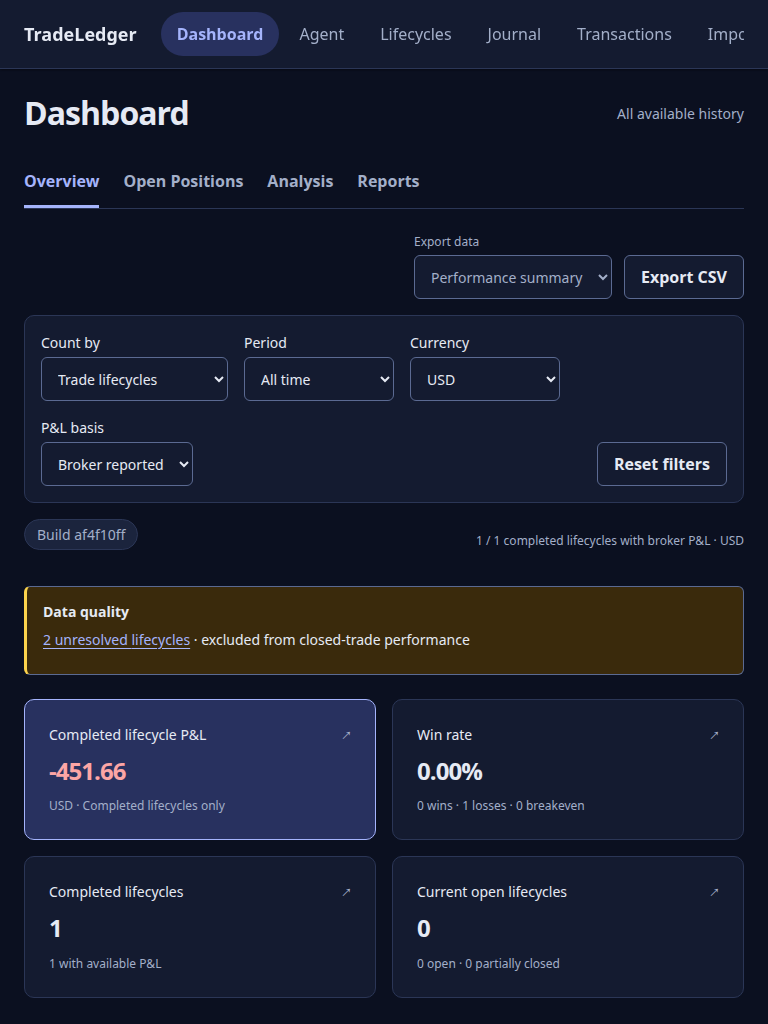 TradeLedger Dashboard Agent Lifecycles Journal Transactions Impo
Dashboard
All available history
Overview Open Positions Analysis Reports
Export data
Performance summary Export CSV
Count by Period Currency
Trade lifecycles All time USD
P&L basis
Broker reported Reset filters
Build af4f10ff
1 / 1 completed lifecycles with broker P&L · USD
Data quality
2 unresolved lifecycles · excluded from closed-trade performance
Completed lifecycle P&L ↗
-451.66
USD · Completed lifecycles only
Win rate ↗
0.00%
0 wins · 1 losses · 0 breakeven
Completed lifecycles ↗
1
1 with available P&L
Current open lifecycles ↗
0
0 open · 0 partially closed